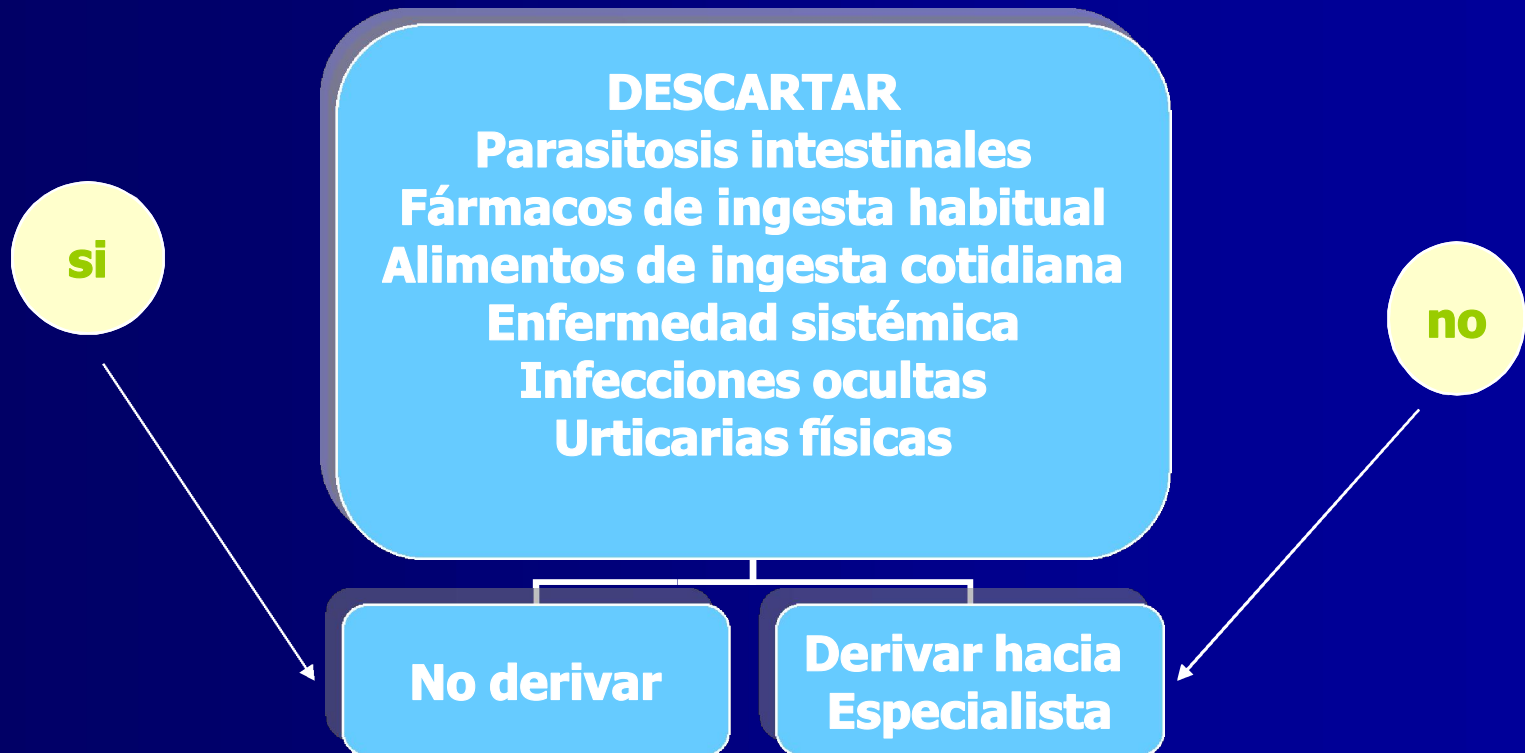 DESCARTAR
Parasitosis intestinales
Fármacos de ingesta habitual
Alimentos de ingesta cotidiana
Enfermedad sistémica
Infecciones ocultas
Urticarias físicas
si
no
No derivar
Derivar hacia
Especialista